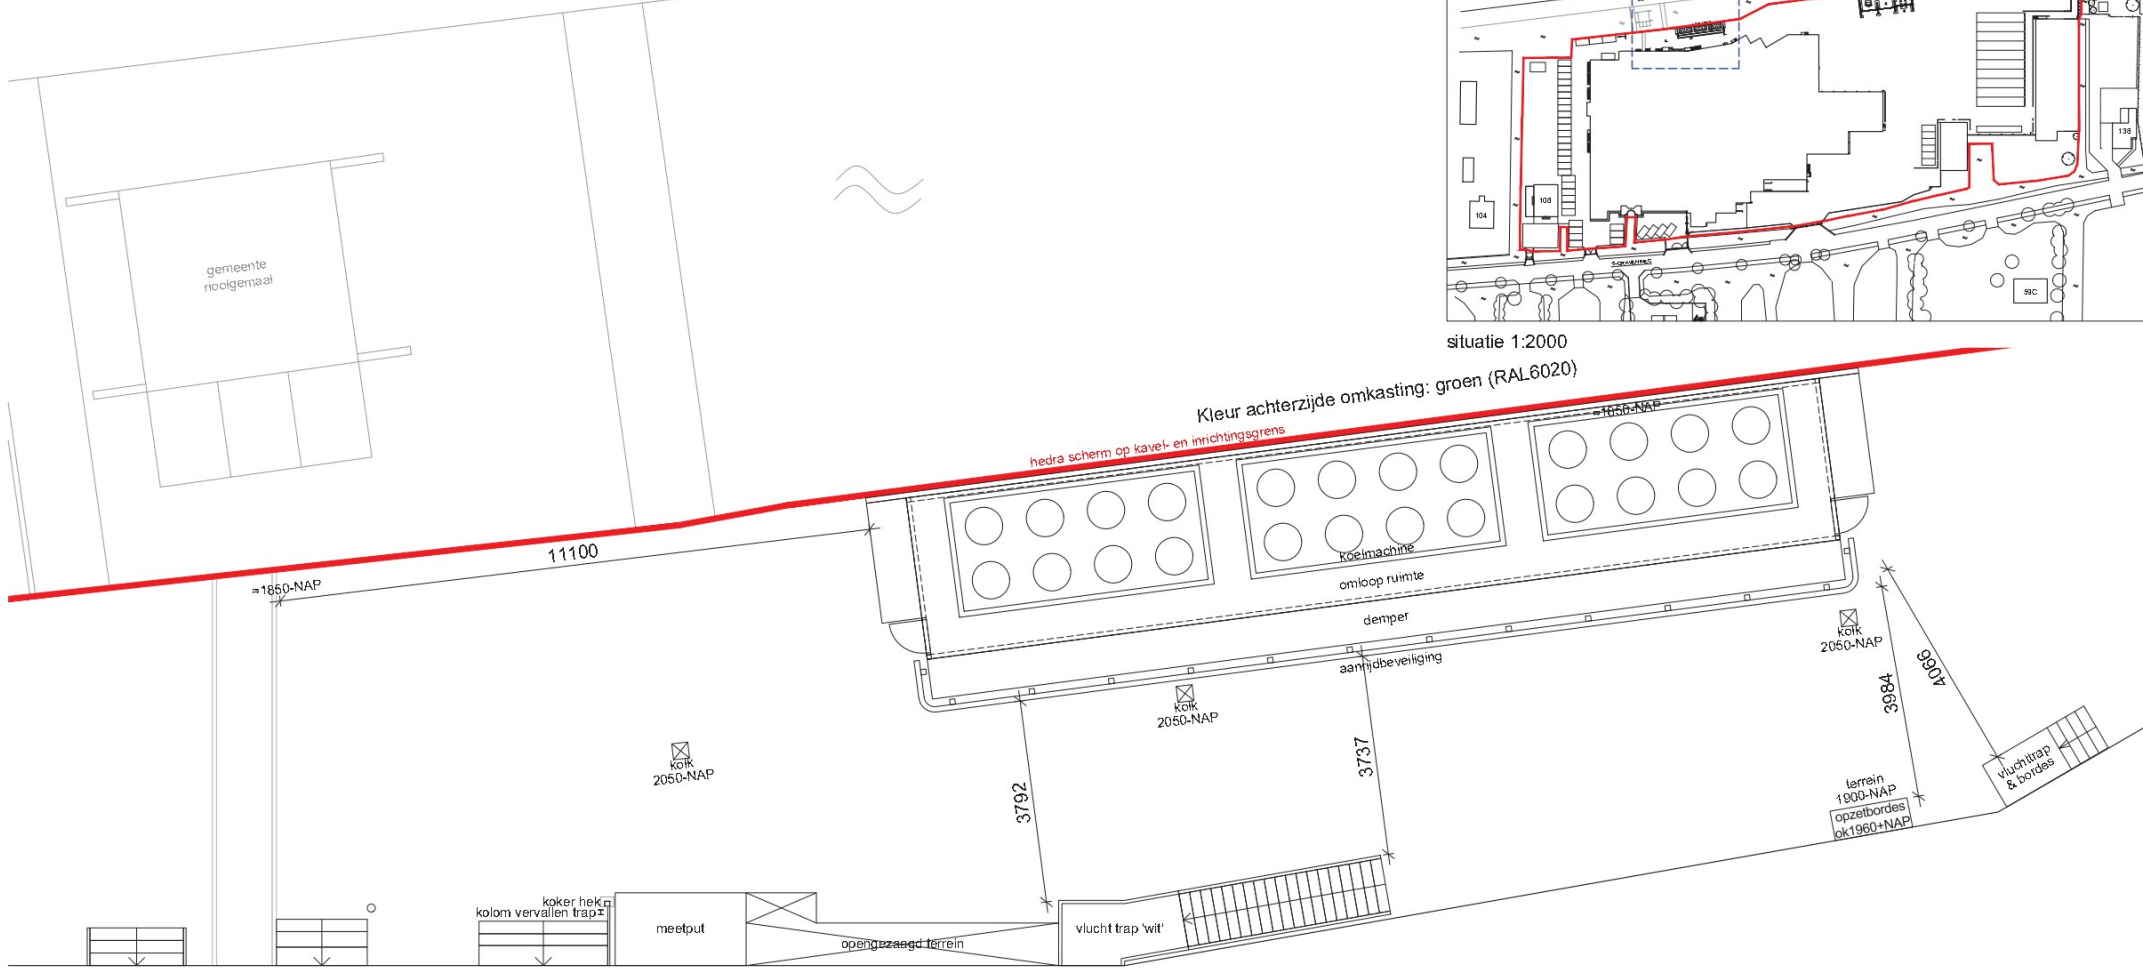 138
108
104
59C
situatie 1:2000
Kleur achterzijde omkasting: groen (RAL6020)
≈1850-NAP
hedra scherm op kavel- en inrichtingsgrens
gemeente
rioolgemaal
11100
≈1850-NAP
koelmachine
omloop ruimte
demper
aanrijdbeveiliging
kolk
2050-NAP
kolk
2050-NAP
kolk
2050-NAP
3792
3737
3984
4066
vluchttrap
& bordes
terrein
1900-NAP
opzetbordes
ok1960+NAP
koker hek
kolom vervallen trap
meetput
opengezaagd terrein
vlucht trap 'wit'